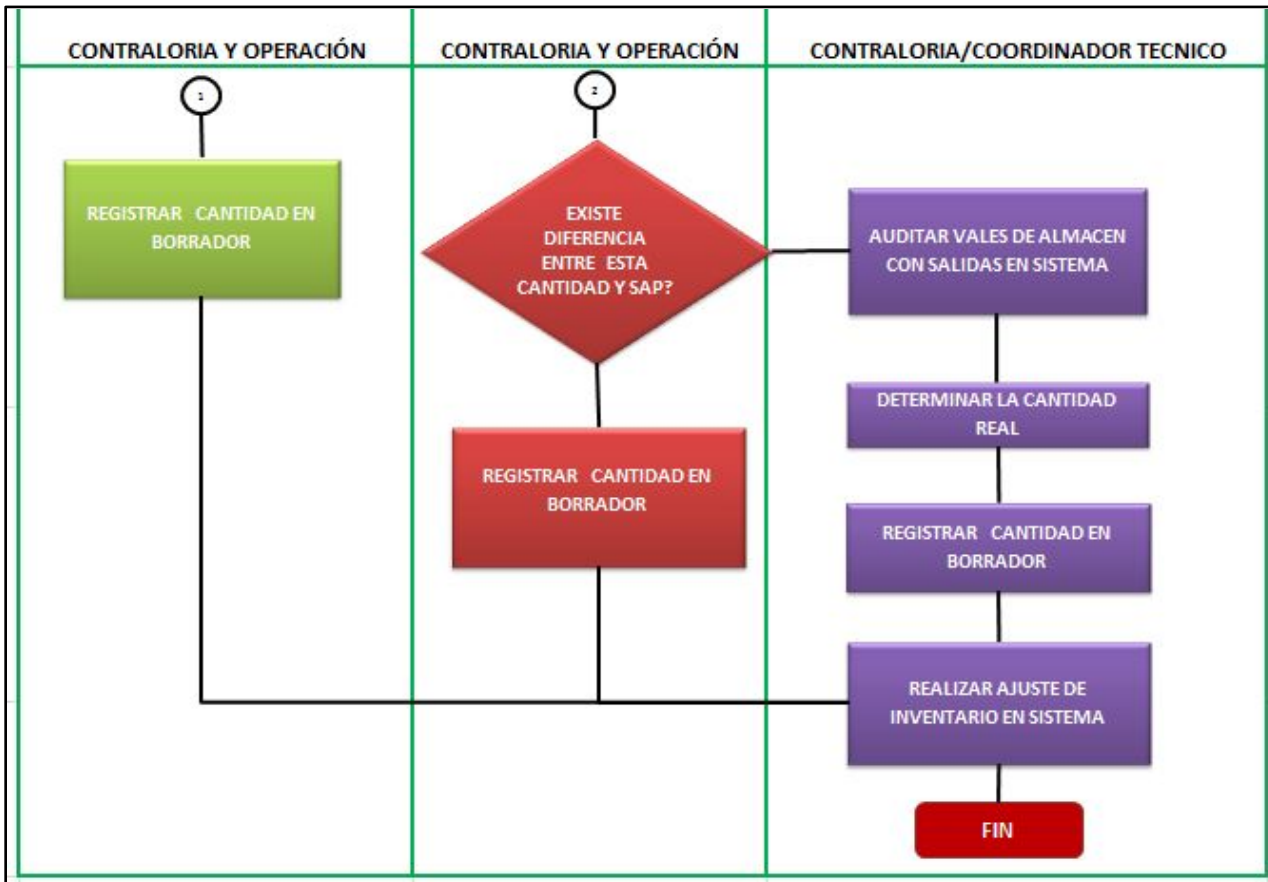 CONTRALORIA Y OPERACIÓN
CONTRALORIA Y OPERACIÓN
CONTRALORIA/COORDINADOR TECNICO
1
REGISTRAR CANTIDAD EN
BORRADOR
2
EXISTE
DIFERENCIA
ENTRE ESTA
CANTIDAD Y SAP?
REGISTRAR CANTIDAD EN
BORRADOR
AUDITAR VALES DE ALMACEN
CON SALIDAS EN SISTEMA
DETERMINAR LA CANTIDAD
REAL
REGISTRAR CANTIDAD EN
BORRADOR
REALIZAR AJUSTE DE
INVENTARIO EN SISTEMA
FIN